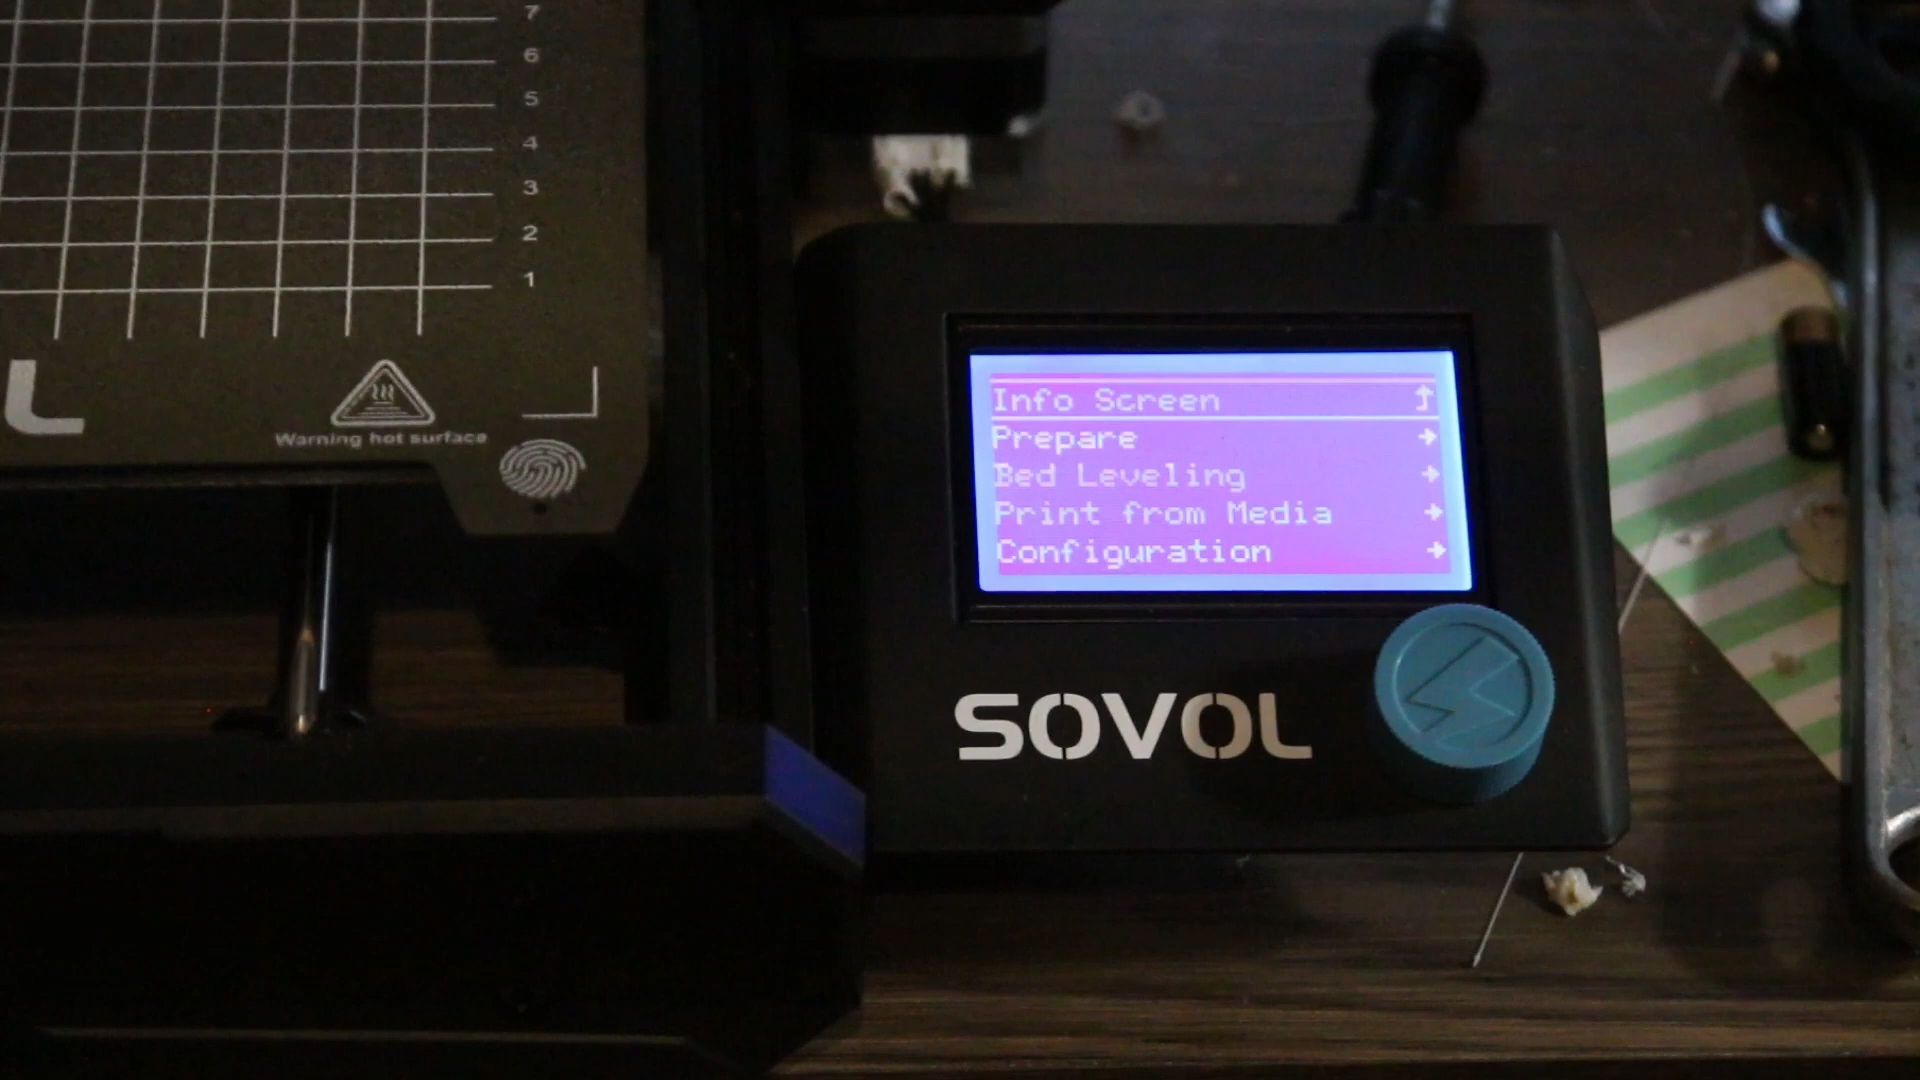 7
6
5
4
3
2
1
L
Warning hot surface
Info Screen
Prepare
Bed Leveling
Print from Media
Configuration
SOVOL